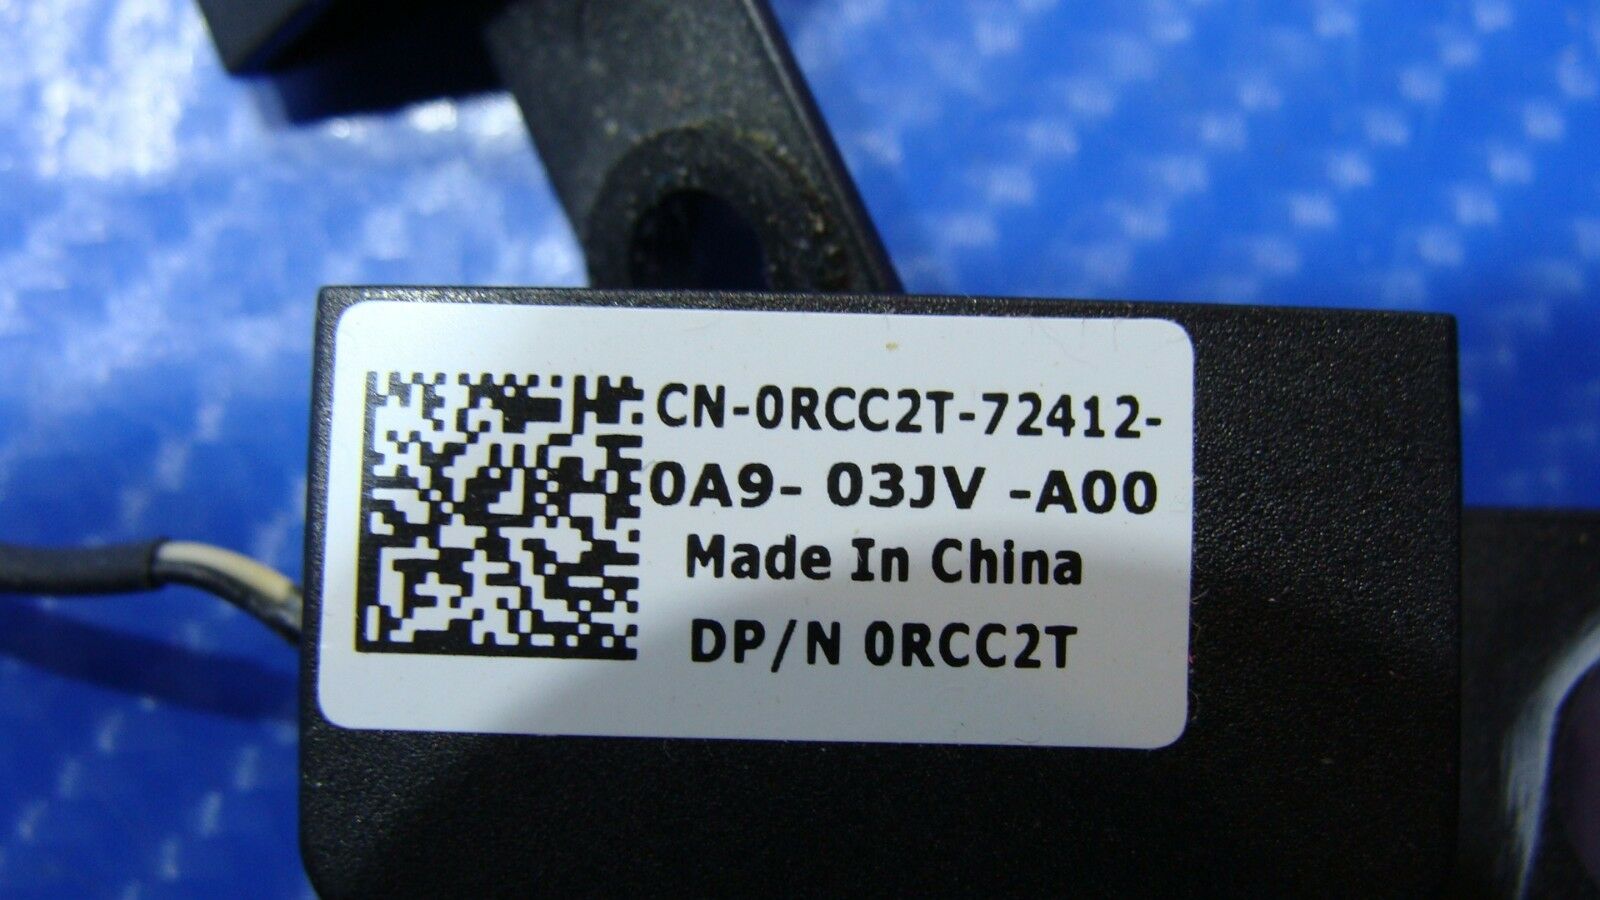 CN-0RCC2T-72412-
0A9- 03JV -A00
Made In China
DP/N 0RCC2T